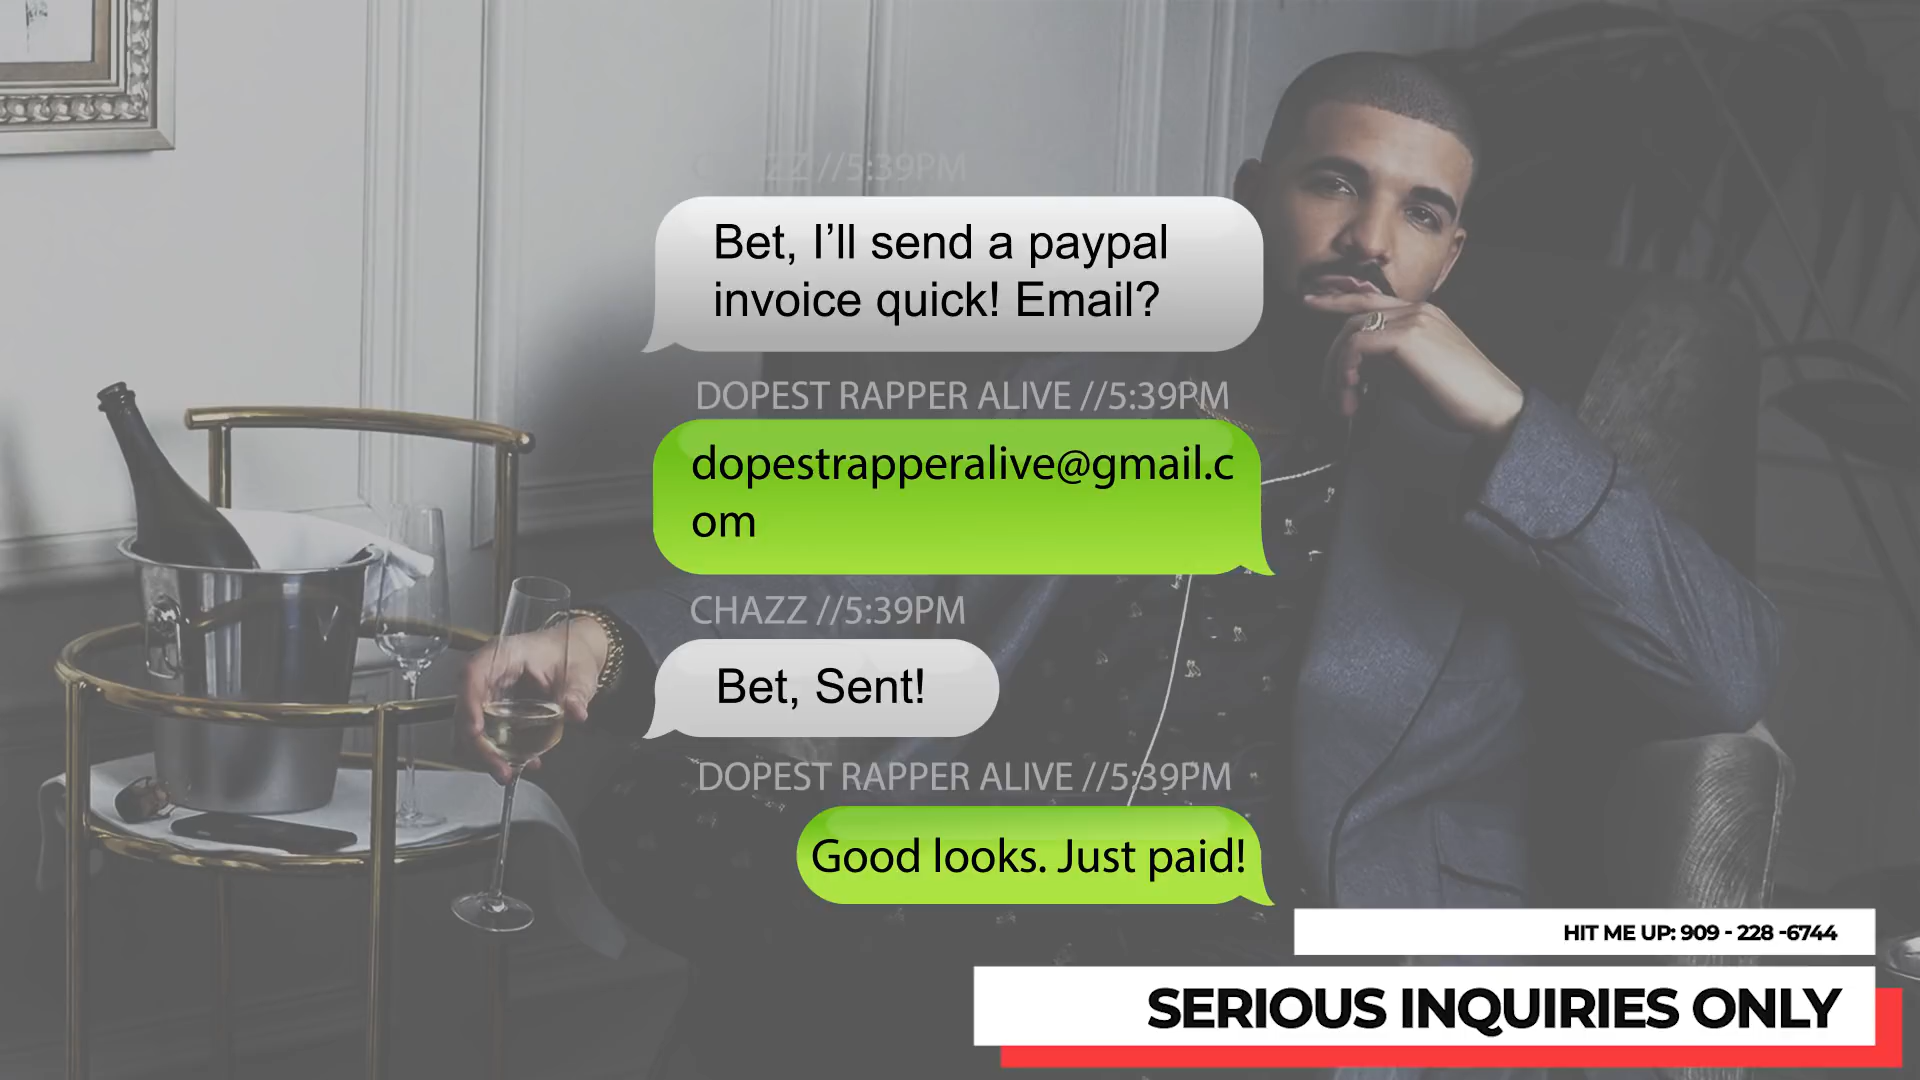 ZZ //5:39PM
Bet, I’ll send a paypal
invoice quick! Email?
DOPEST RAPPER ALIVE //5:39PM
dopestrapperalive@gmail.c
om
CHAZZ //5:39PM
Bet, Sent!
DOPEST RAPPER ALIVE //5:39PM
Good looks. Just paid!
HIT ME UP: 909 - 228 -6744
SERIOUS INQUIRIES ONLY